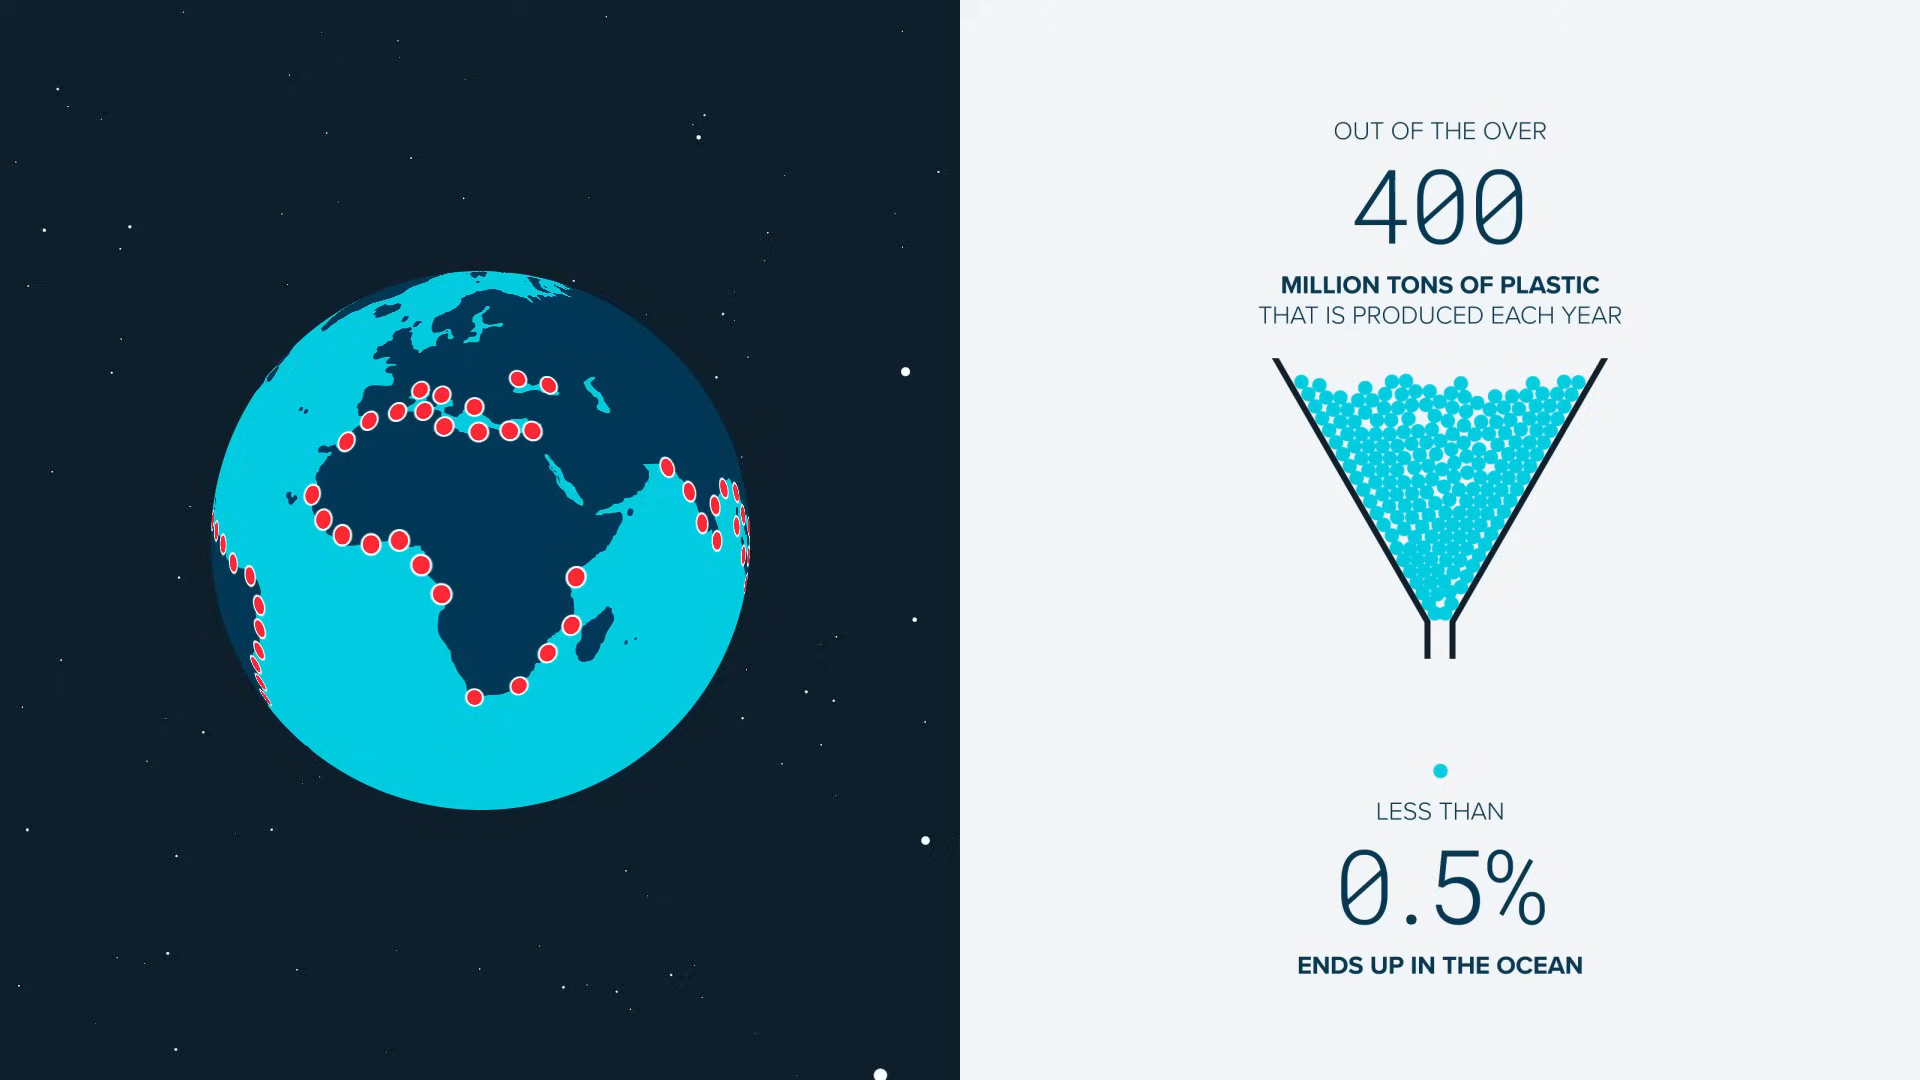 OUT OF THE OVER
400
MILLION TONS OF PLASTIC
THAT IS PRODUCED EACH YEAR
LESS THAN
0.5%
ENDS UP IN THE OCEAN